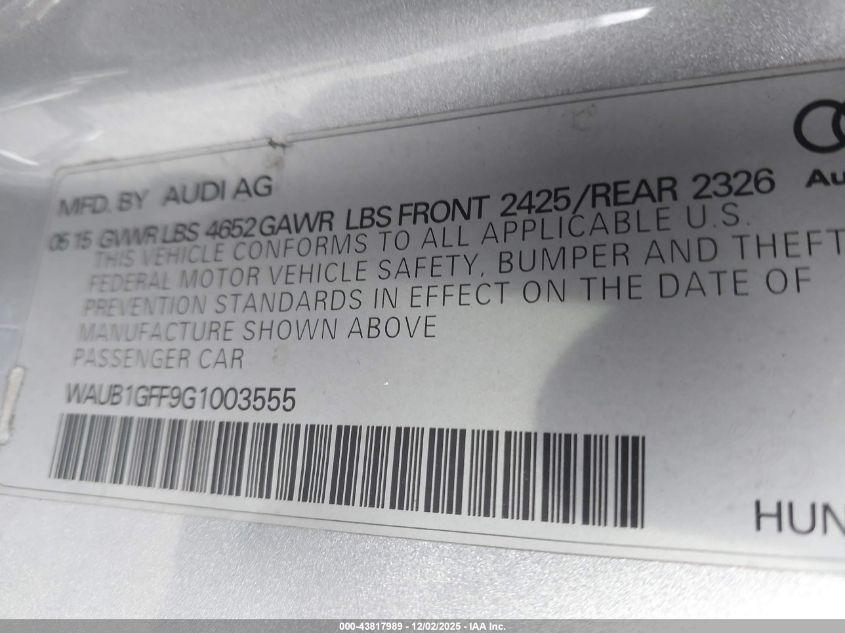 MFD. BY AUDI AG
05 15 GVWR LBS 4652 GAWR LBS FRONT 2425/REAR 2326
THIS VEHICLE CONFORMS TO ALL APPLICABLE U.S.
FEDERAL MOTOR VEHICLE SAFETY, BUMPER AND THEFT
PREVENTION STANDARDS IN EFFECT ON THE DATE OF
MANUFACTURE SHOWN ABOVE
PASSENGER CAR
WAUB1GFF9G1003555
Au
HUN
000-43817989 - 12/02/2025 - IAA Inc.